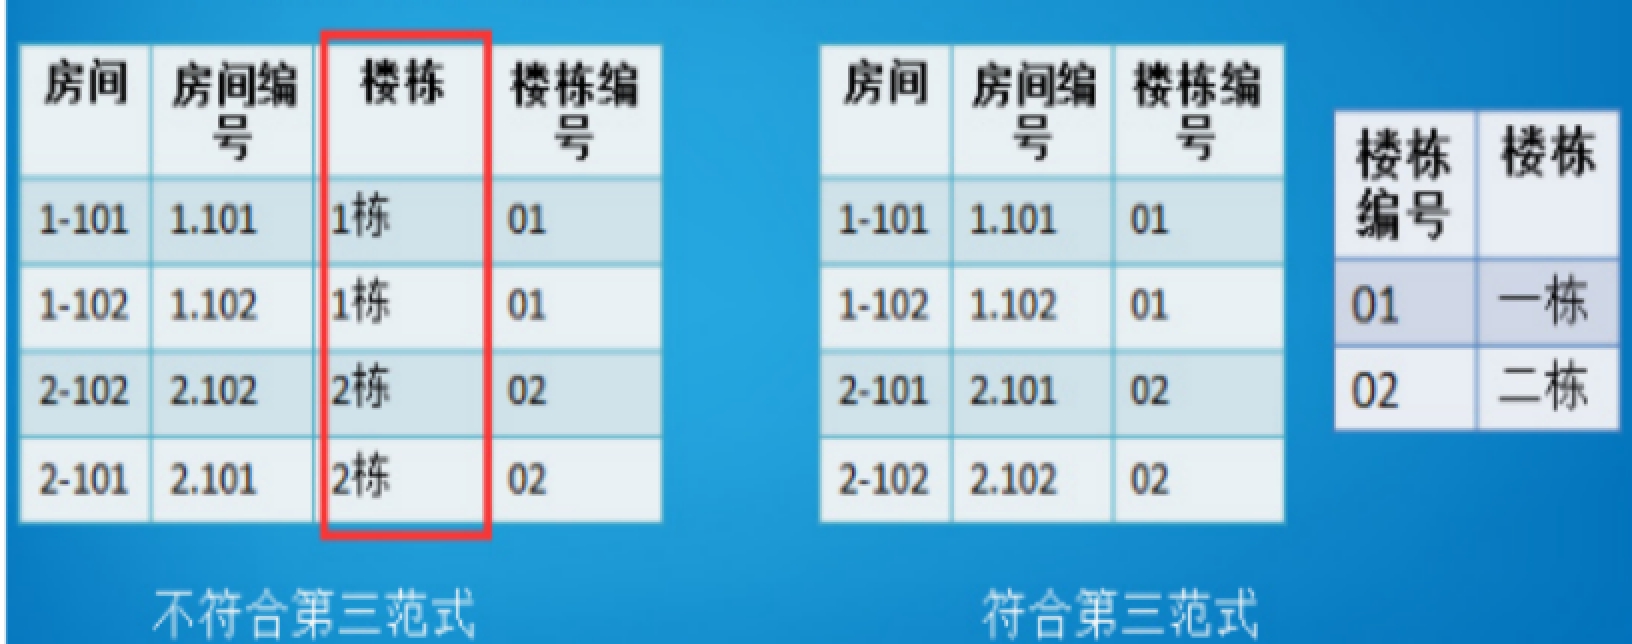 房间 房间编号 楼栋 楼栋编号
1-101 1.101 1栋 01
1-102 1.102 1栋 01
2-102 2.102 2栋 02
2-101 2.101 2栋 02
不符合第三范式
房间 房间编号 楼栋编号
1-101 1.101 01
1-102 1.102 01
2-101 2.101 02
2-102 2.102 02
符合第三范式
楼栋编号 楼栋
01 一栋
02 二栋